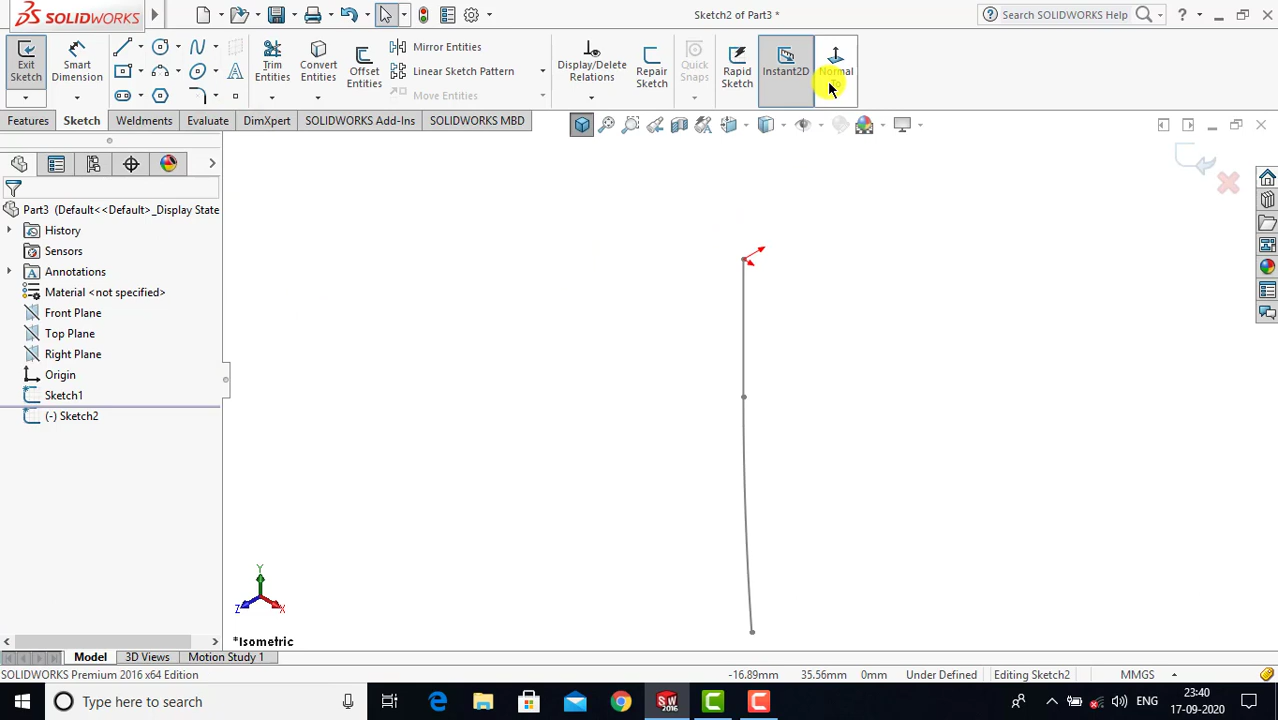 SOLIDWORKS
Sketch2 of Part3 *
Search SOLIDWORKS Help
Exit Sketch
Smart Dimension
Trim Entities
Convert Entities
Offset Entities
Mirror Entities
Linear Sketch Pattern
Move Entities
Display/Delete Relations
Repair Sketch
Quick Snaps
Rapid Sketch
Instant2D
Normal To
Features
Sketch
Weldments
Evaluate
DimXpert
SOLIDWORKS Add-Ins
SOLIDWORKS MBD
Part3 (Default<<Default>_Display State
History
Sensors
Annotations
Material <not specified>
Front Plane
Top Plane
Right Plane
Origin
Sketch1
(-) Sketch2
Y
Z
X
*Isometric
Model
3D Views
Motion Study 1
SOLIDWORKS Premium 2016 x64 Edition
-16.89mm
35.56mm
0mm
Under Defined
Editing Sketch2
MMGS
Type here to search
SW
2016
ENG
23:40
17-09-2020